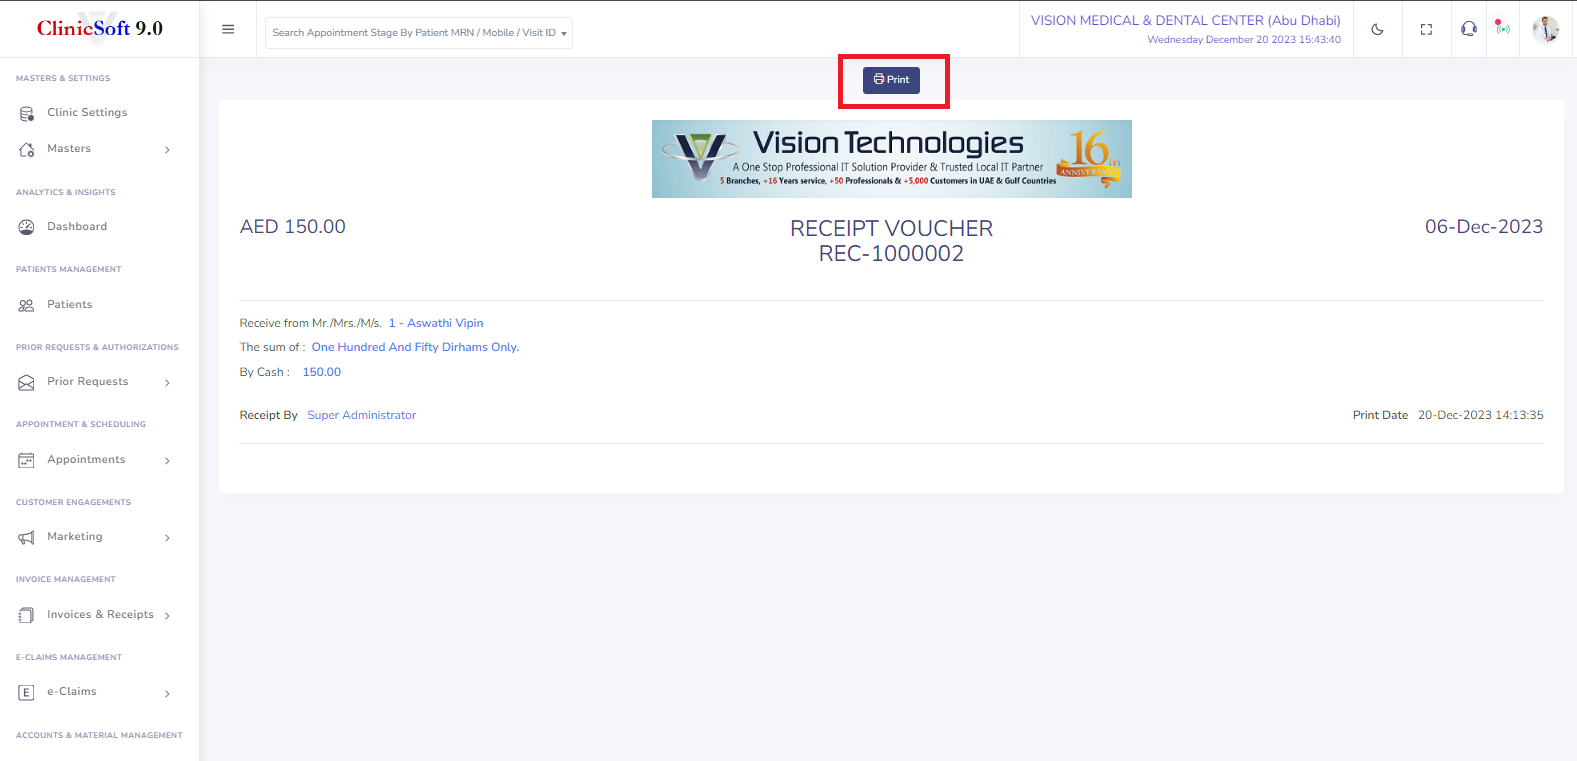 ClinicSoft 9.0
Search Appointment Stage By Patient MRN / Mobile / Visit ID
VISION MEDICAL & DENTAL CENTER (Abu Dhabi)
Wednesday December 20 2023 15:43:40
MASTERS & SETTINGS
Clinic Settings
Masters
ANALYTICS & INSIGHTS
Dashboard
PATIENTS MANAGEMENT
Patients
PRIOR REQUESTS & AUTHORIZATIONS
Prior Requests
APPOINTMENT & SCHEDULING
Appointments
CUSTOMER ENGAGEMENTS
Marketing
INVOICE MANAGEMENT
Invoices & Receipts
E-CLAIMS MANAGEMENT
E
e-Claims
ACCOUNTS & MATERIAL MANAGEMENT
Print
Vision Technologies
A One Stop Professional IT Solution Provider & Trusted Local IT Partner
5 Branches, +16 Years service, +50 Professionals & +5,000 Customers in UAE & Gulf Countries
16TH
ANNIVERSARY
AED 150.00
RECEIPT VOUCHER
REC-1000002
06-Dec-2023
Receive from Mr./Mrs./M/s. 1 - Aswathi Vipin
The sum of : One Hundred And Fifty Dirhams Only.
By Cash : 150.00
Receipt By Super Administrator
Print Date 20-Dec-2023 14:13:35